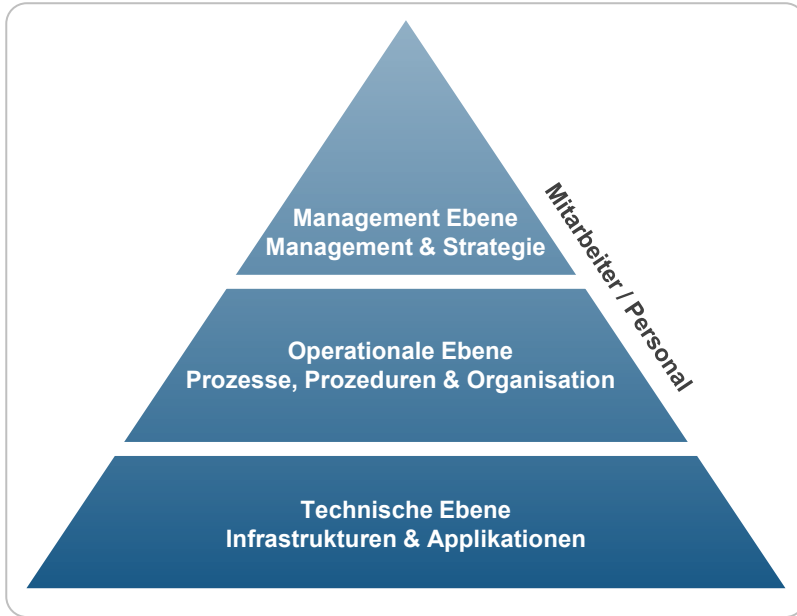 Management Ebene
Management & Strategie
Mitarbeiter / Personal
Operationale Ebene
Prozesse, Prozeduren & Organisation
Technische Ebene
Infrastrukturen & Applikationen